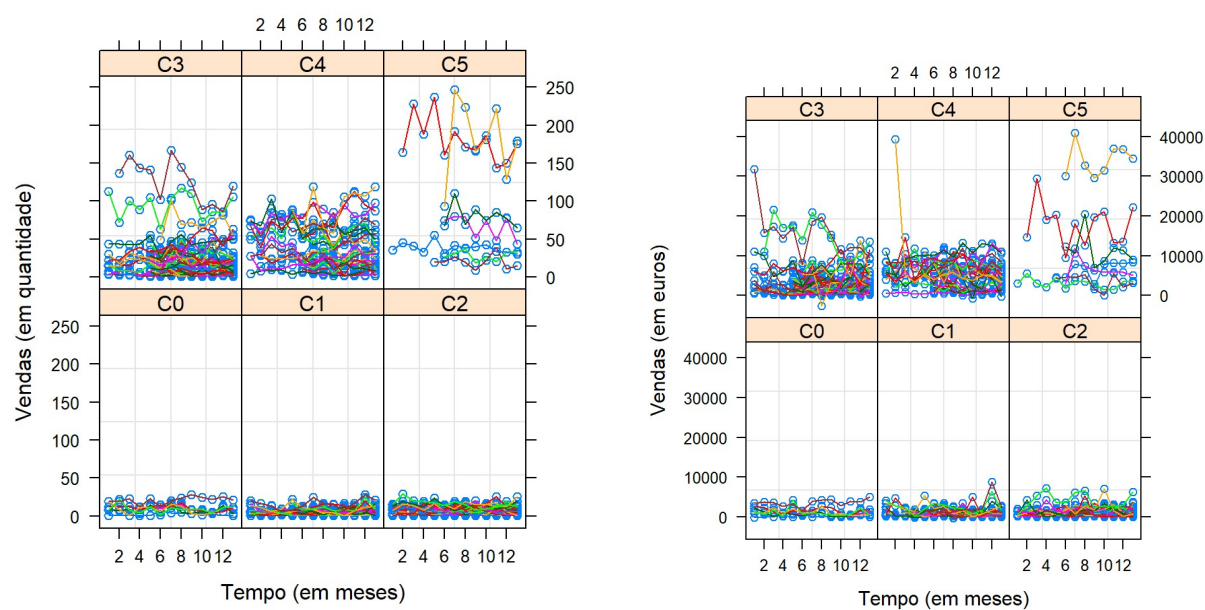 2 4 6 8 10 12
C3 C4 C5
250
200
150
100
50
0
C0 C1 C2
250
200
150
100
50
0
2 4 6 8 10 12 2 4 6 8 10 12
Vendas (em quantidade)
Tempo (em meses)
2 4 6 8 10 12
C3 C4 C5
40000
30000
20000
10000
0
C0 C1 C2
40000
30000
20000
10000
0
2 4 6 8 10 12 2 4 6 8 10 12
Vendas (em euros)
Tempo (em meses)